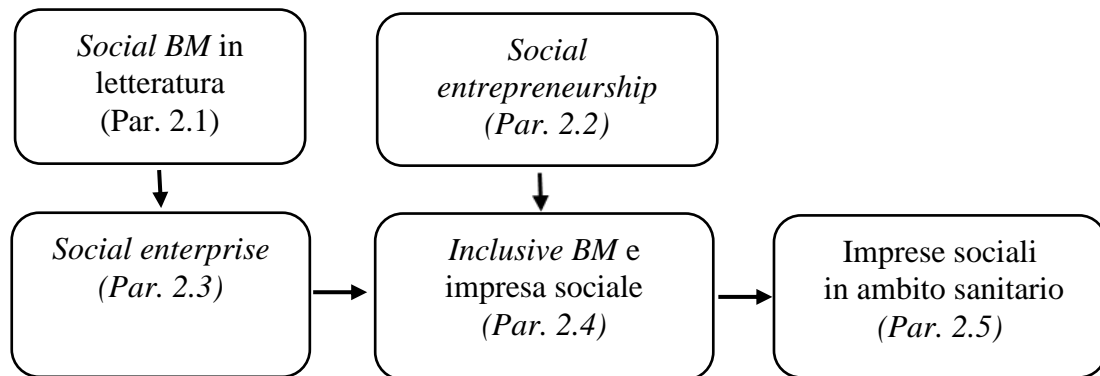 Social BM in
letteratura
(Par. 2.1)
Social
entrepreneurship
(Par. 2.2)
Social enterprise
(Par. 2.3)
Inclusive BM e
impresa sociale
(Par. 2.4)
Imprese sociali
in ambito sanitario
(Par. 2.5)